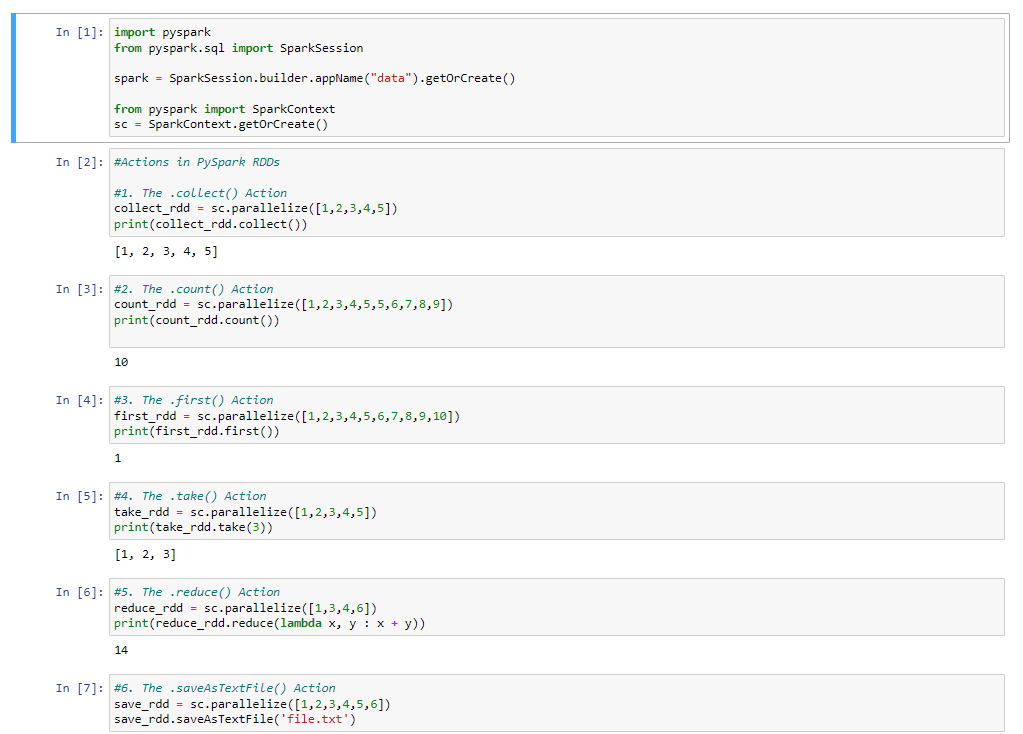 In [1]: import pyspark
from pyspark.sql import SparkSession
spark = SparkSession.builder.appName("data").getOrCreate()
from pyspark import SparkContext
sc = SparkContext.getOrCreate()
In [2]: #Actions in PySpark RDDs
#1. The .collect() Action
collect_rdd = sc.parallelize([1,2,3,4,5])
print(collect_rdd.collect())
[1, 2, 3, 4, 5]
In [3]: #2. The .count() Action
count_rdd = sc.parallelize([1,2,3,4,5,5,6,7,8,9])
print(count_rdd.count())
10
In [4]: #3. The .first() Action
first_rdd = sc.parallelize([1,2,3,4,5,6,7,8,9,10])
print(first_rdd.first())
1
In [5]: #4. The .take() Action
take_rdd = sc.parallelize([1,2,3,4,5])
print(take_rdd.take(3))
[1, 2, 3]
In [6]: #5. The .reduce() Action
reduce_rdd = sc.parallelize([1,3,4,6])
print(reduce_rdd.reduce(lambda x, y : x + y))
14
In [7]: #6. The .saveAsTextFile() Action
save_rdd = sc.parallelize([1,2,3,4,5,6])
save_rdd.saveAsTextFile('file.txt')